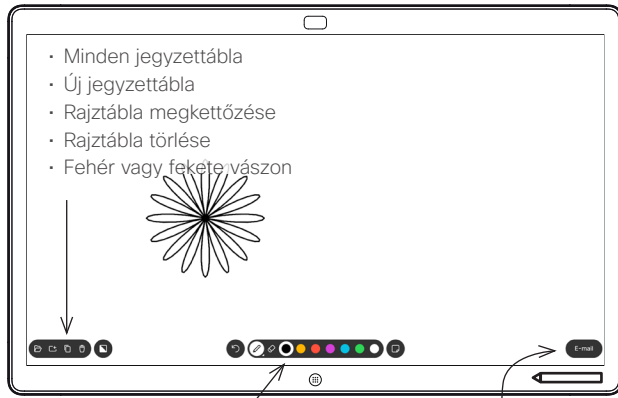 · Minden jegyzettábla
· Új jegyzettábla
· Rajztábla megkettőzése
· Rajztábla törlése
· Fehér vagy fekete vászon
E-mail